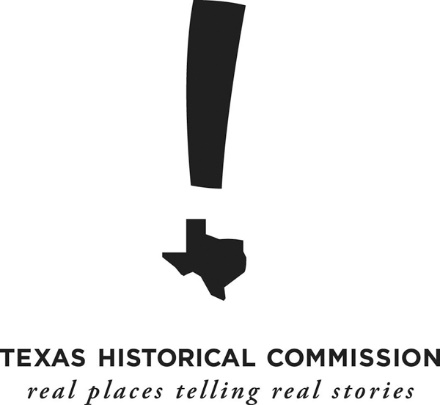 TEXAS HISTORICAL COMMISSION
real places telling real stories